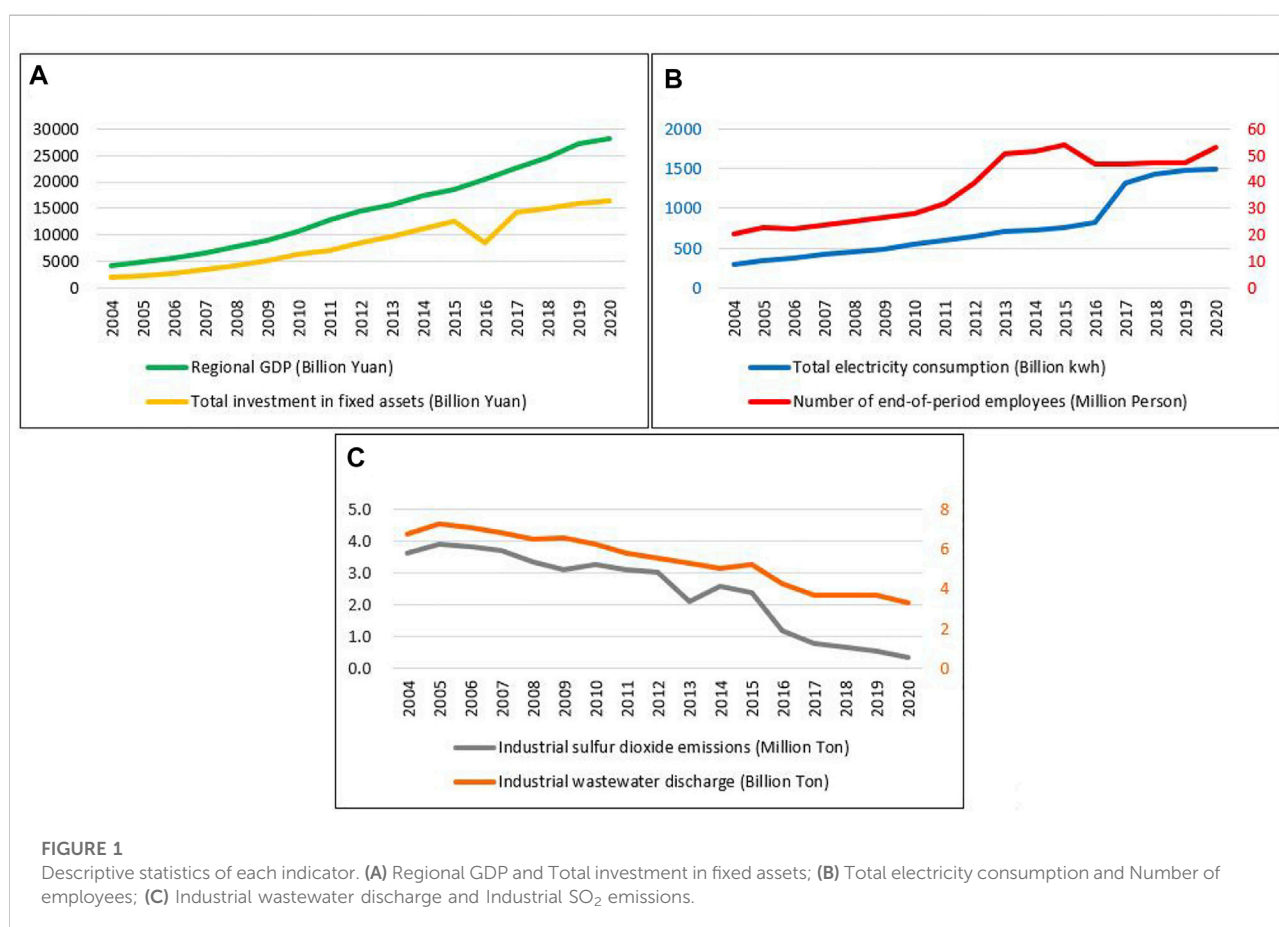 A
30000
25000
20000
15000
10000
5000
0
2004 2005 2006 2007 2008 2009 2010 2011 2012 2013 2014 2015 2016 2017 2018 2019 2020
Regional GDP (Billion Yuan)
Total investment in fixed assets (Billion Yuan)
B
2000 60
50
1500 40
1000 30
20
500 10
0 0
2004 2005 2006 2007 2008 2009 2010 2011 2012 2013 2014 2015 2016 2017 2018 2019 2020
Total electricity consumption (Billion kwh)
Number of end-of-period employees (Million Person)
C
5.0 8
4.0 6
3.0 4
2.0
1.0 2
0.0 0
2004 2005 2006 2007 2008 2009 2010 2011 2012 2013 2014 2015 2016 2017 2018 2019 2020
Industrial sulfur dioxide emissions (Million Ton)
Industrial wastewater discharge (Billion Ton)
FIGURE 1
Descriptive statistics of each indicator. (A) Regional GDP and Total investment in fixed assets; (B) Total electricity consumption and Number of
employees; (C) Industrial wastewater discharge and Industrial SO₂ emissions.